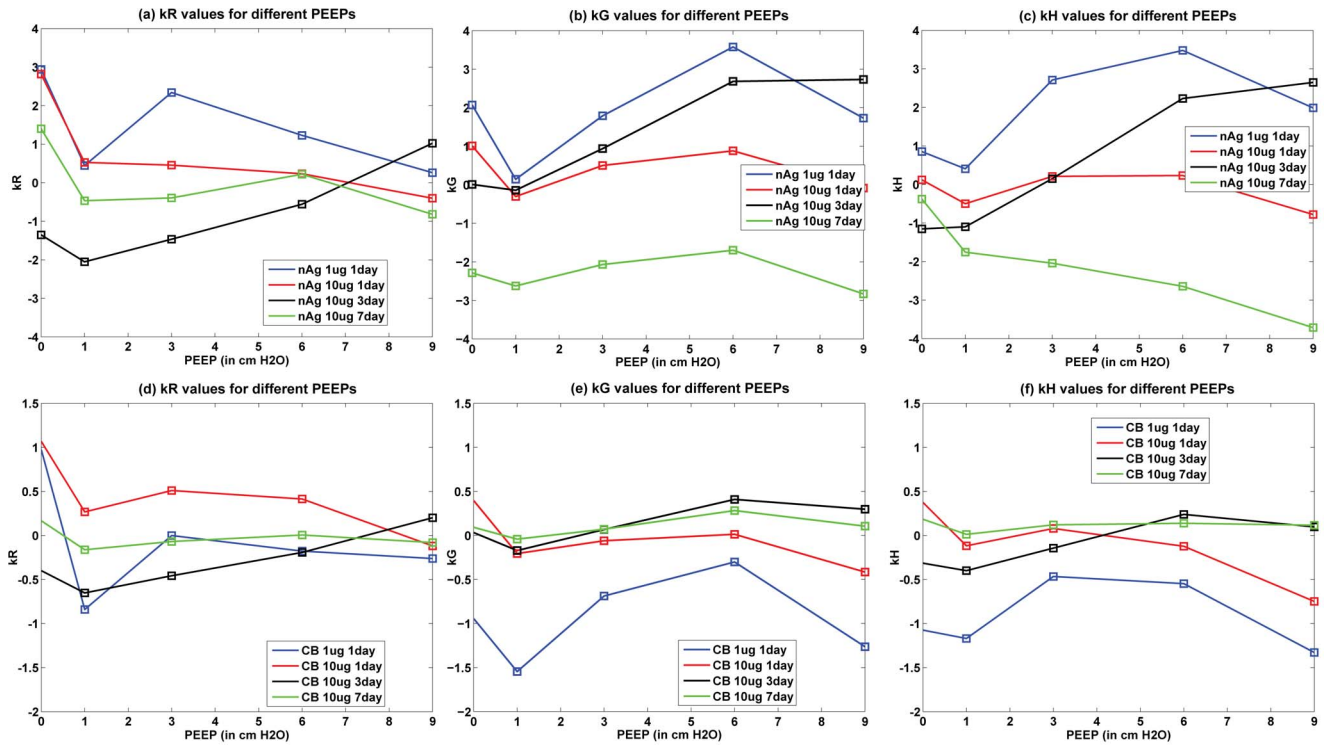 (a) kR values for different PEEPs
kR
4
3
2
1
0
-1
-2
-3
-4
kR
nAg 1ug 1day
nAg 10ug 1day
nAg 10ug 3day
nAg 10ug 7day
0 1 2 3 4 5 6 7 8 9
PEEP (in cm H2O)
(b) kG values for different PEEPs
4
3
2
1
0
-1
-2
-3
-4
kG
nAg 1ug 1day
nAg 10ug 1day
nAg 10ug 3day
nAg 10ug 7day
0 1 2 3 4 5 6 7 8 9
PEEP (in cm H2O)
(c) kH values for different PEEPs
4
3
2
1
0
-1
-2
-3
-4
kH
nAg 1ug 1day
nAg 10ug 1day
nAg 10ug 3day
nAg 10ug 7day
0 1 2 3 4 5 6 7 8 9
PEEP (in cm H2O)
(d) kR values for different PEEPs
1.5
1
0.5
0
-0.5
-1
-1.5
-2
kR
CB 1ug 1day
CB 10ug 1day
CB 10ug 3day
CB 10ug 7day
0 1 2 3 4 5 6 7 8 9
PEEP (in cm H2O)
(e) kG values for different PEEPs
1.5
1
0.5
0
-0.5
-1
-1.5
-2
kG
CB 1ug 1day
CB 10ug 1day
CB 10ug 3day
CB 10ug 7day
0 1 2 3 4 5 6 7 8 9
PEEP (in cm H2O)
(f) kH values for different PEEPs
1.5
1
0.5
0
-0.5
-1
-1.5
-2
kH
CB 1ug 1day
CB 10ug 1day
CB 10ug 3day
CB 10ug 7day
0 1 2 3 4 5 6 7 8 9
PEEP (in cm H2O)